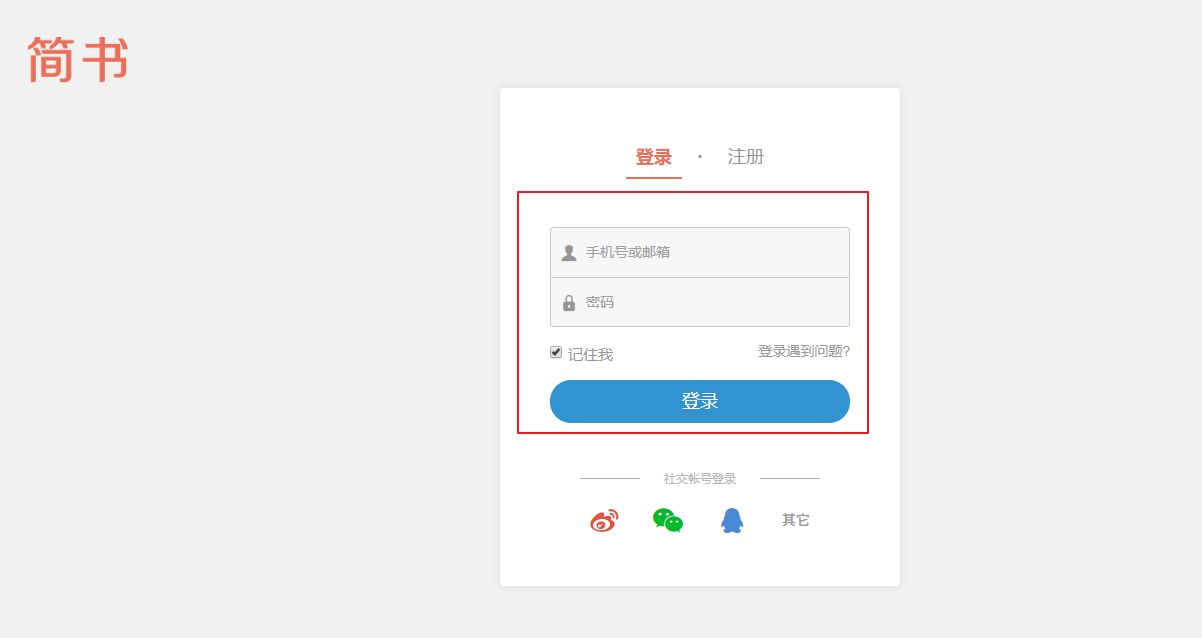 简书
登录 · 注册
手机号或邮箱
密码
记住我 登录遇到问题?
登录
社交帐号登录
其它